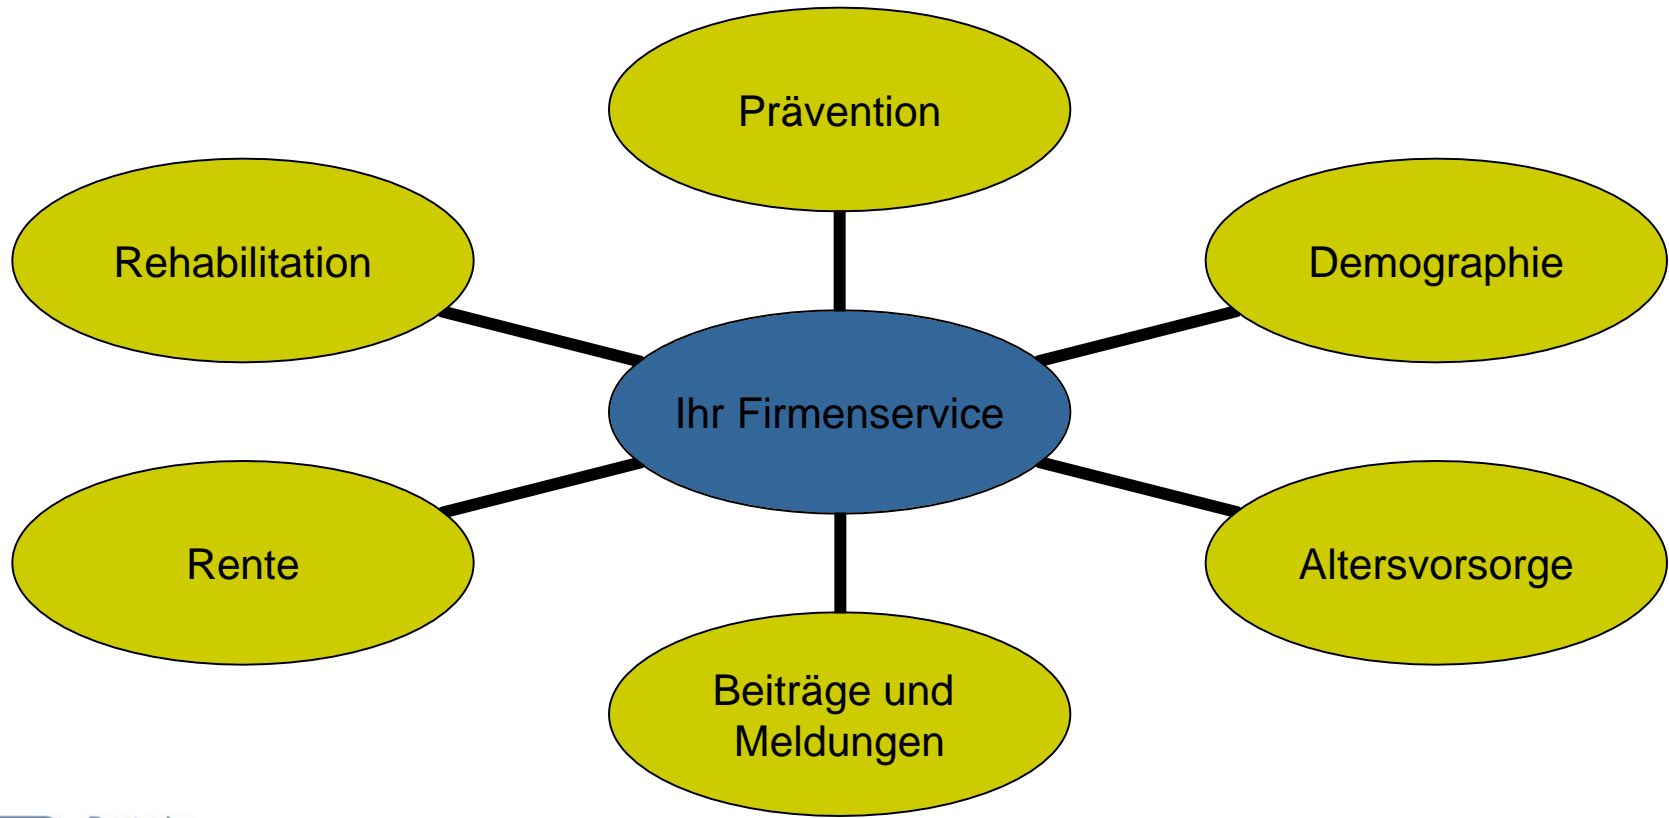 Prävention
Rehabilitation
Demographie
Ihr Firmenservice
Rente
Altersvorsorge
Beiträge und
Meldungen